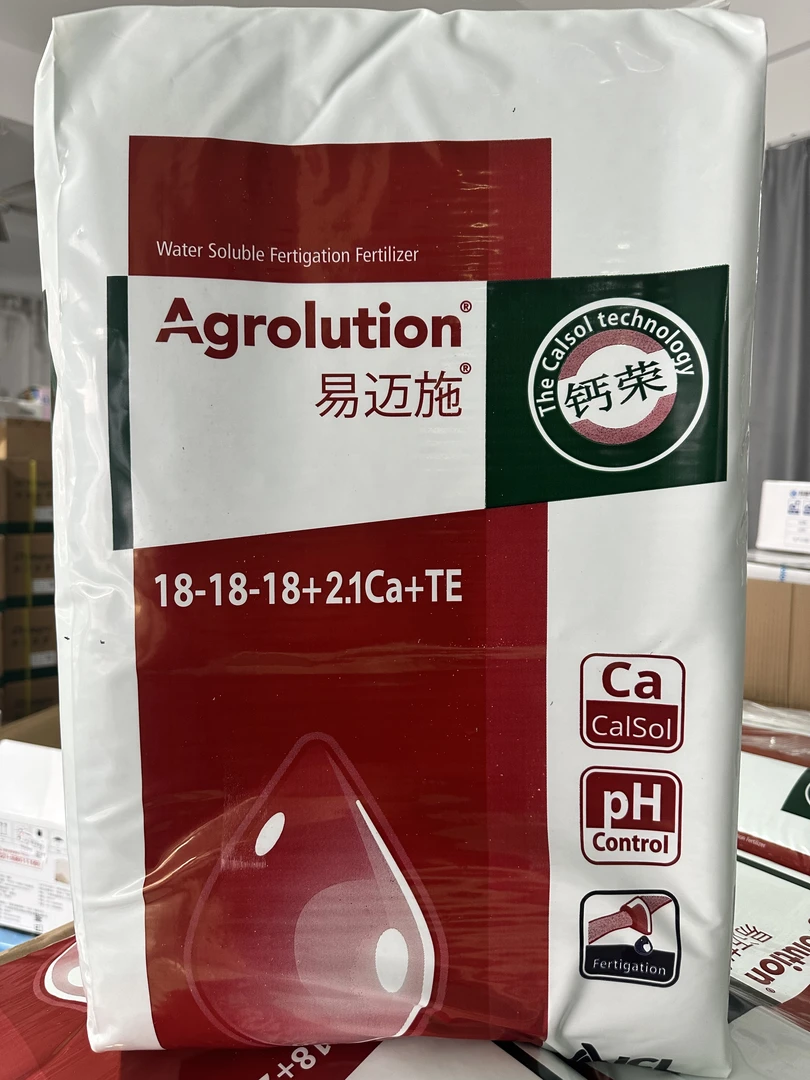 Water Soluble Fertigation Fertilizer
Agrolution®
易迈施®
The Calsol technology
钙荣
18-18-18+2.1Ca+TE
Ca
CalSol
pH
Control
Fertigation
ICL